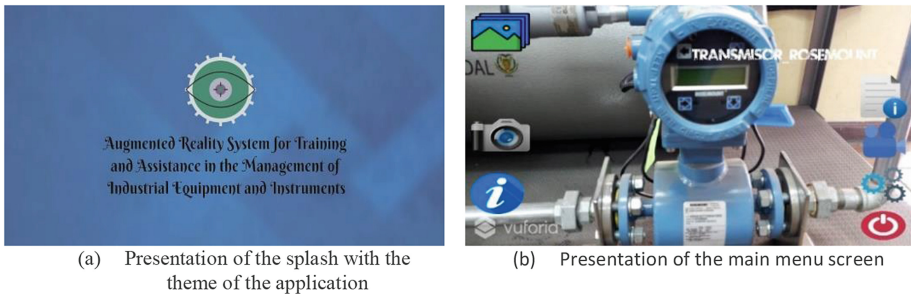 Augmented Reality System for Training
and Assistance in the Management of
Industrial Equipment and Instruments
(a) Presentation of the splash with the
theme of the application
DAL
TRANSMISOR_ROSEMOUNT
vuforia
(b) Presentation of the main menu screen